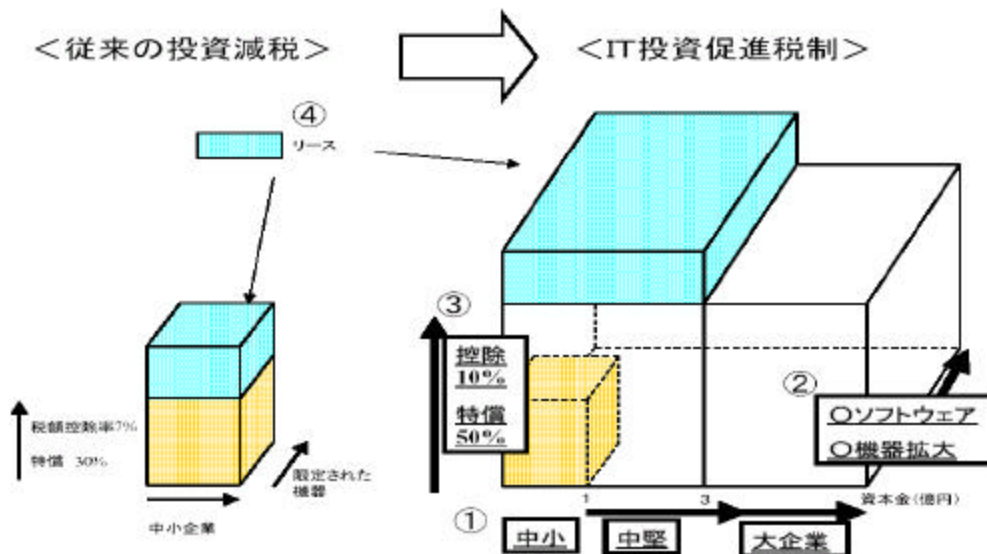 ＜従来の投資減税＞
＜IT投資促進税制＞
④
リース
③
控除
10%
特償
50%
②
○ソフトウェア
○機器拡大
税額控除率7%
特償 30%
限定された
機器
中小企業
1
3
資本金(億円)
①
中小
中堅
大企業